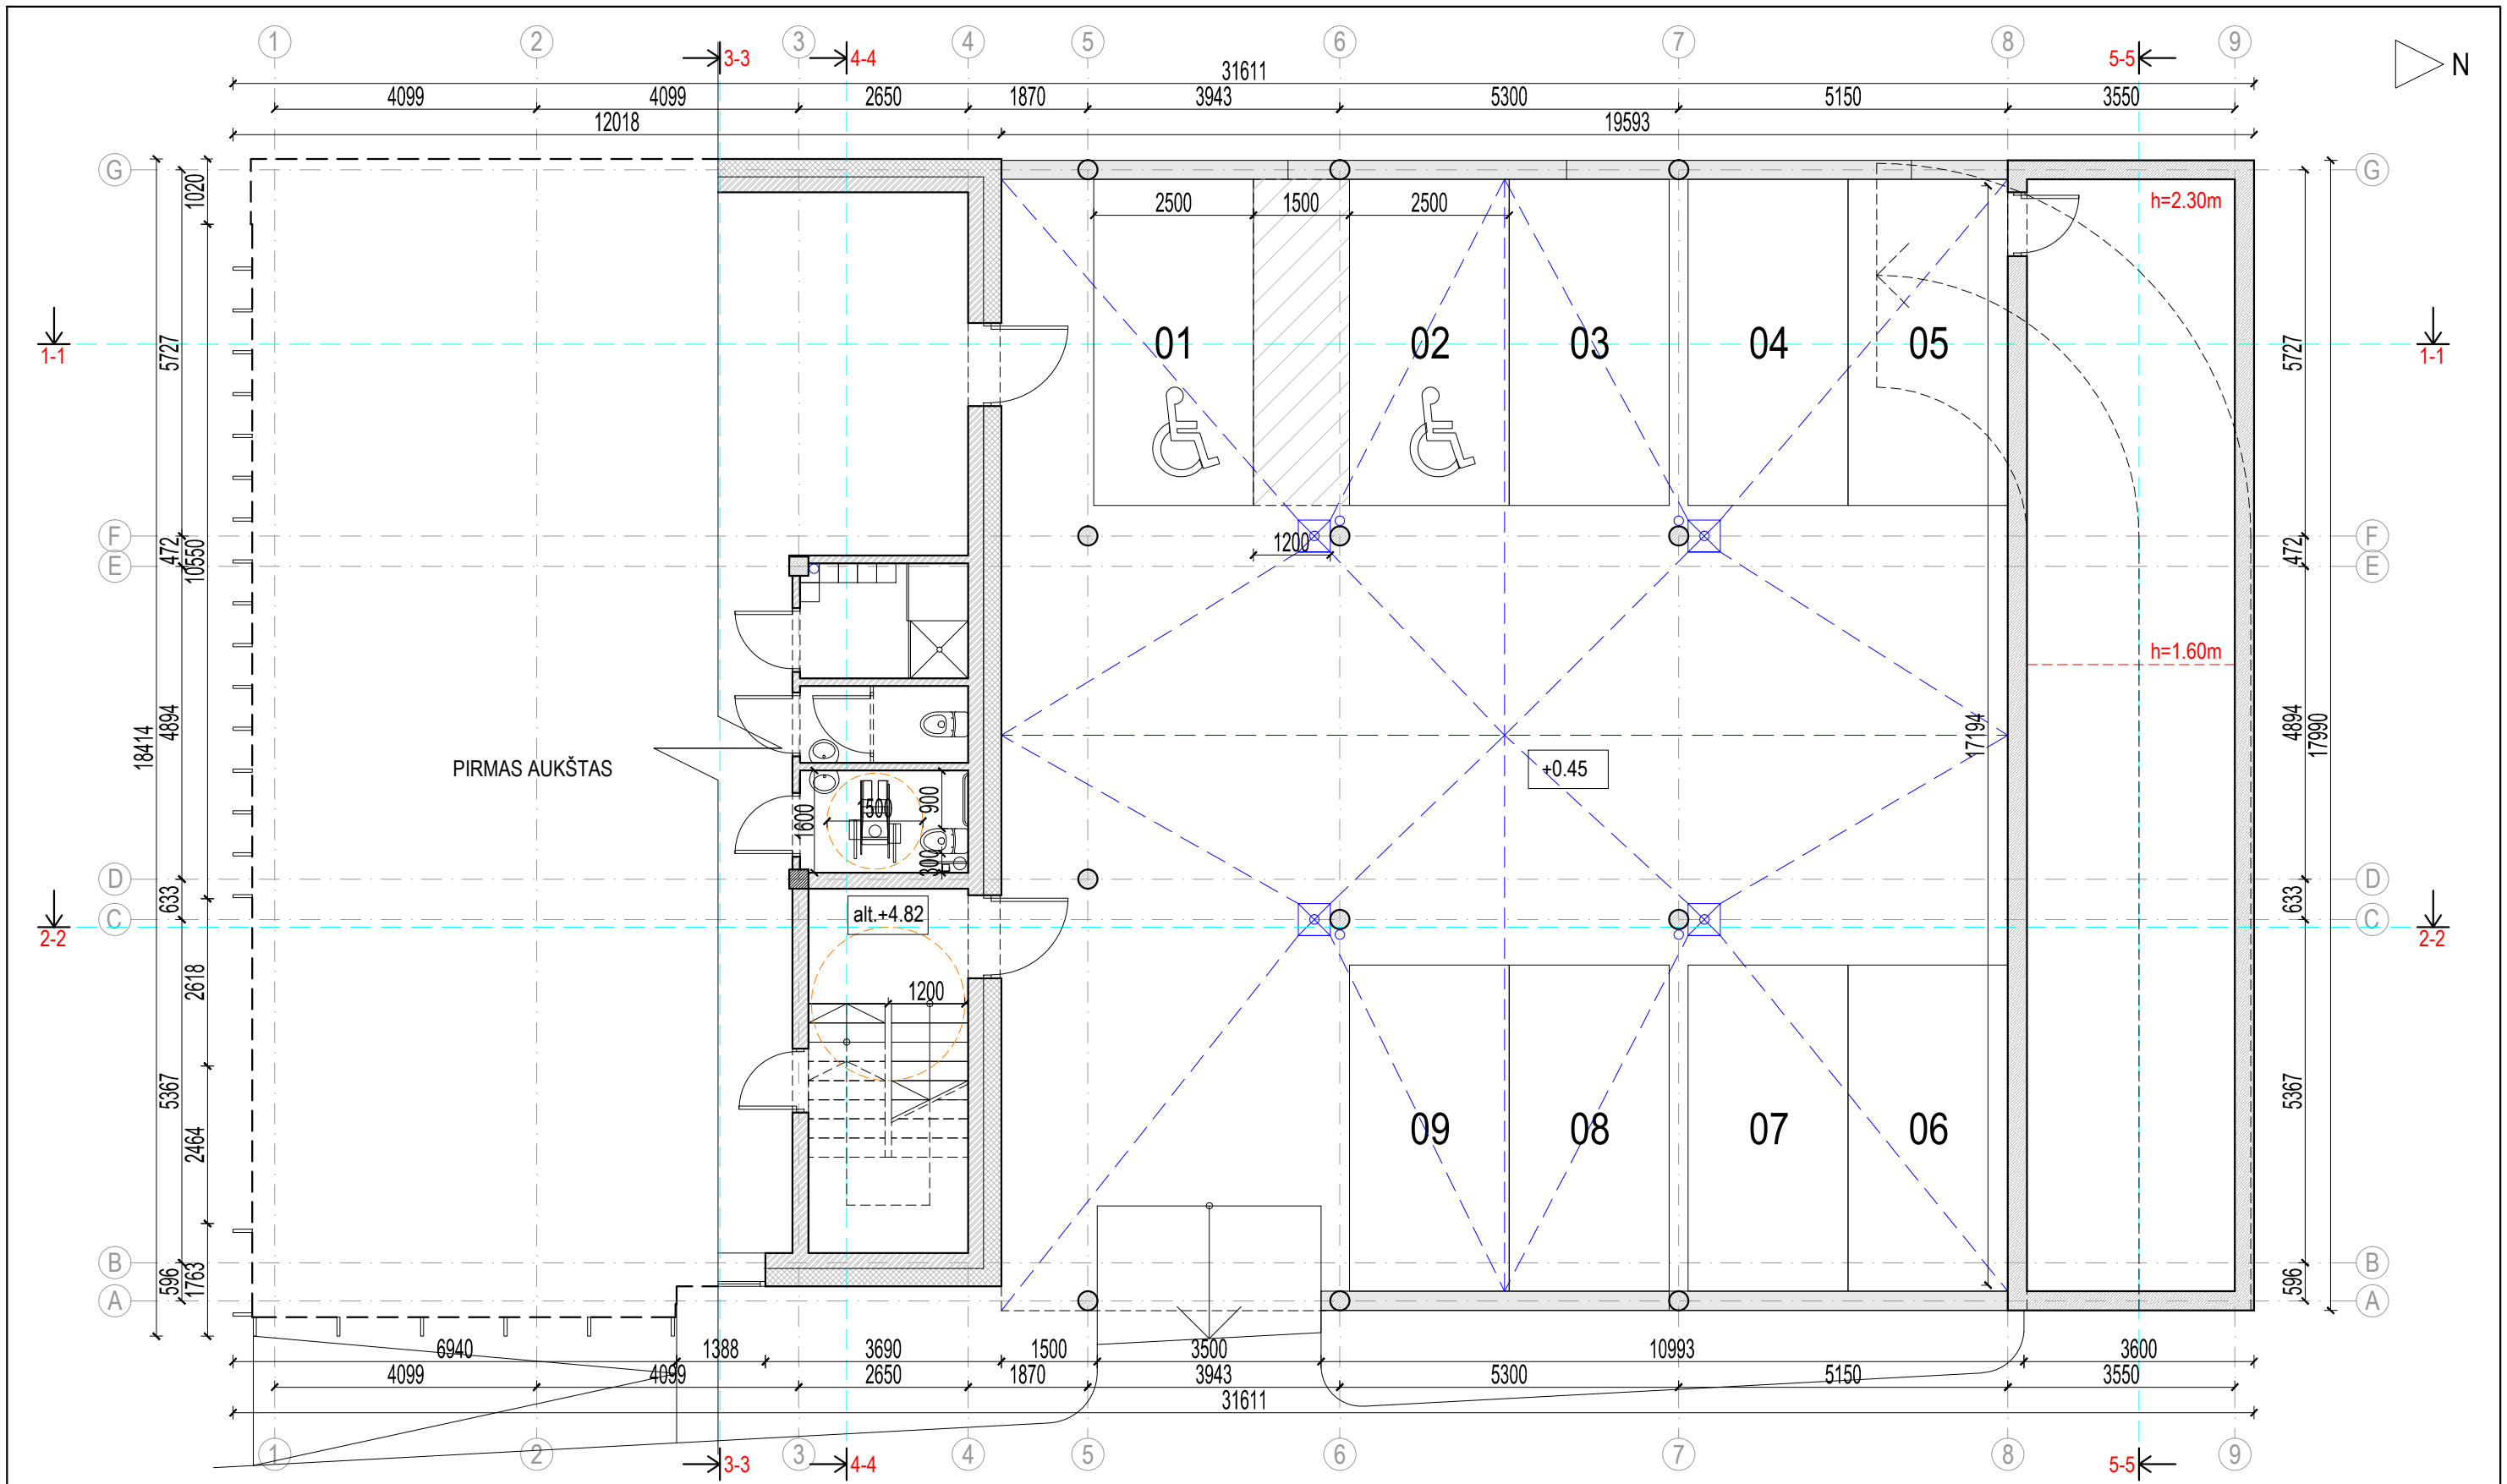 1 2 3 4 5 6 7 8 9
3-3 4-4 5-5
N
31611
4099 4099 2650 1870 3943 5300 5150 3550
12018 19593
G G
1020
h=2.30m
2500 1500 2500
01 02 03 04 05
5727 5727
1-1 1-1
F F
472 10550 472
E E
1200
h=1.60m
18414 4894 17194 4894 17990
PIRMAS AUKŠTAS
+0.45
1600 1500 900
300
D D
633 633
alt.+4.82
C C
2-2 2-2
2618
1200
5367 5367
2464
09 08 07 06
B B
596 1763 596
A A
6940 1388 3690 1500 3500 10993 3600
4099 4099 2650 1870 3943 5300 5150 3550
31611
1 2 3 4 5 6 7 8 9
3-3 4-4 5-5